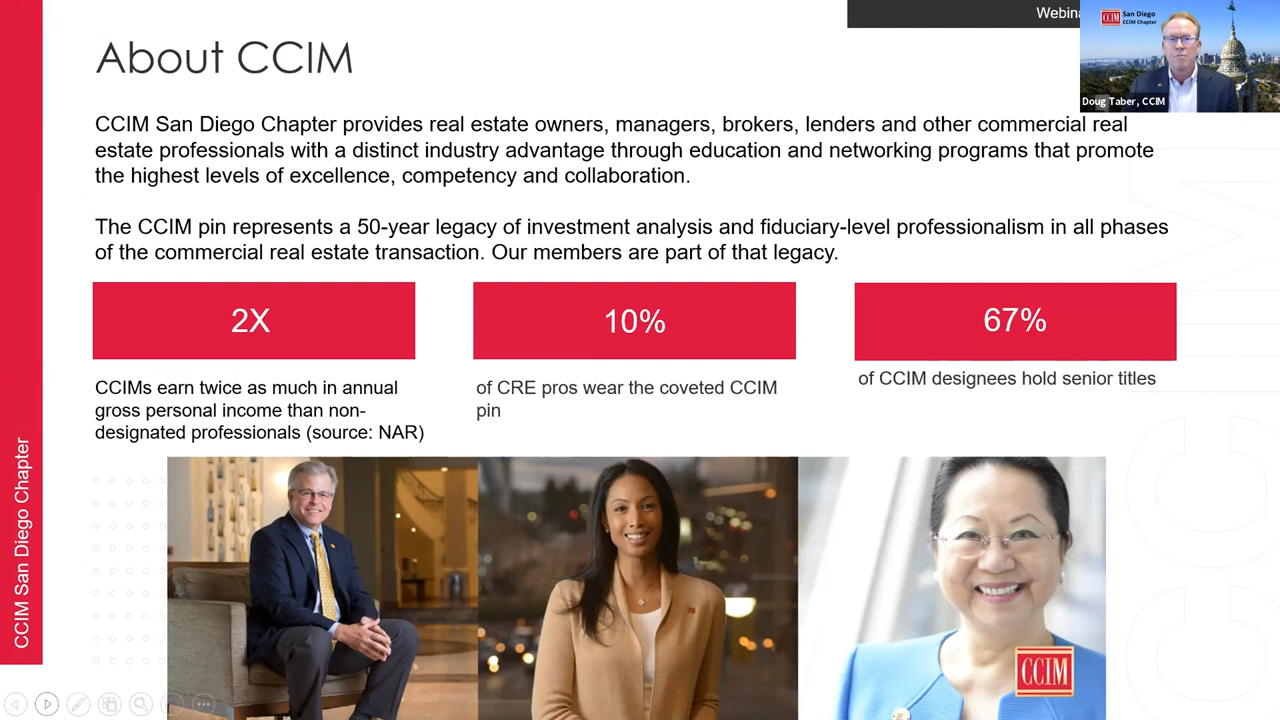 Webina
About CCIM
San Diego
CCIM Chapter
CCIM
Doug Taber, CCIM
CCIM San Diego Chapter provides real estate owners, managers, brokers, lenders and other commercial real
estate professionals with a distinct industry advantage through education and networking programs that promote
the highest levels of excellence, competency and collaboration.
The CCIM pin represents a 50-year legacy of investment analysis and fiduciary-level professionalism in all phases
of the commercial real estate transaction. Our members are part of that legacy.
2X
CCIMs earn twice as much in annual
gross personal income than non-
designated professionals (source: NAR)
10%
of CRE pros wear the coveted CCIM
pin
67%
of CCIM designees hold senior titles
CCIM San Diego Chapter
CCIM
CCIM